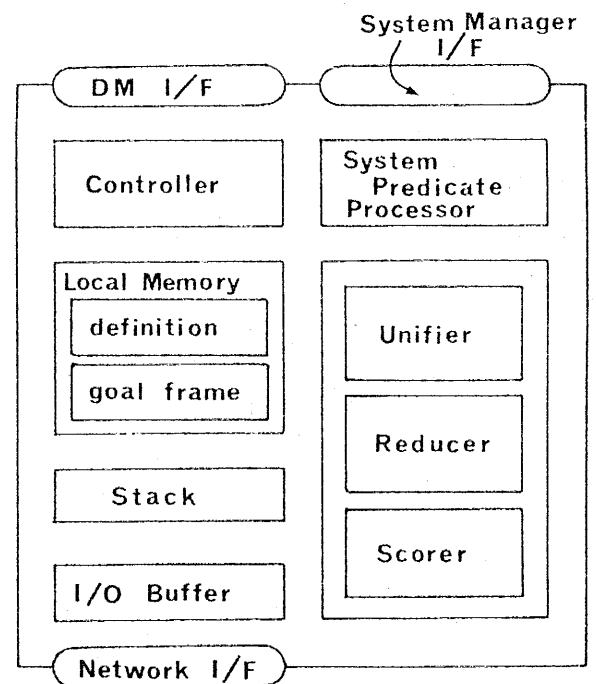 System Manager
I/F
DM I/F
Controller
System
Predicate
Processor
Local Memory
definition
goal frame
Unifier
Reducer
Stack
Scorer
I/O Buffer
Network I/F